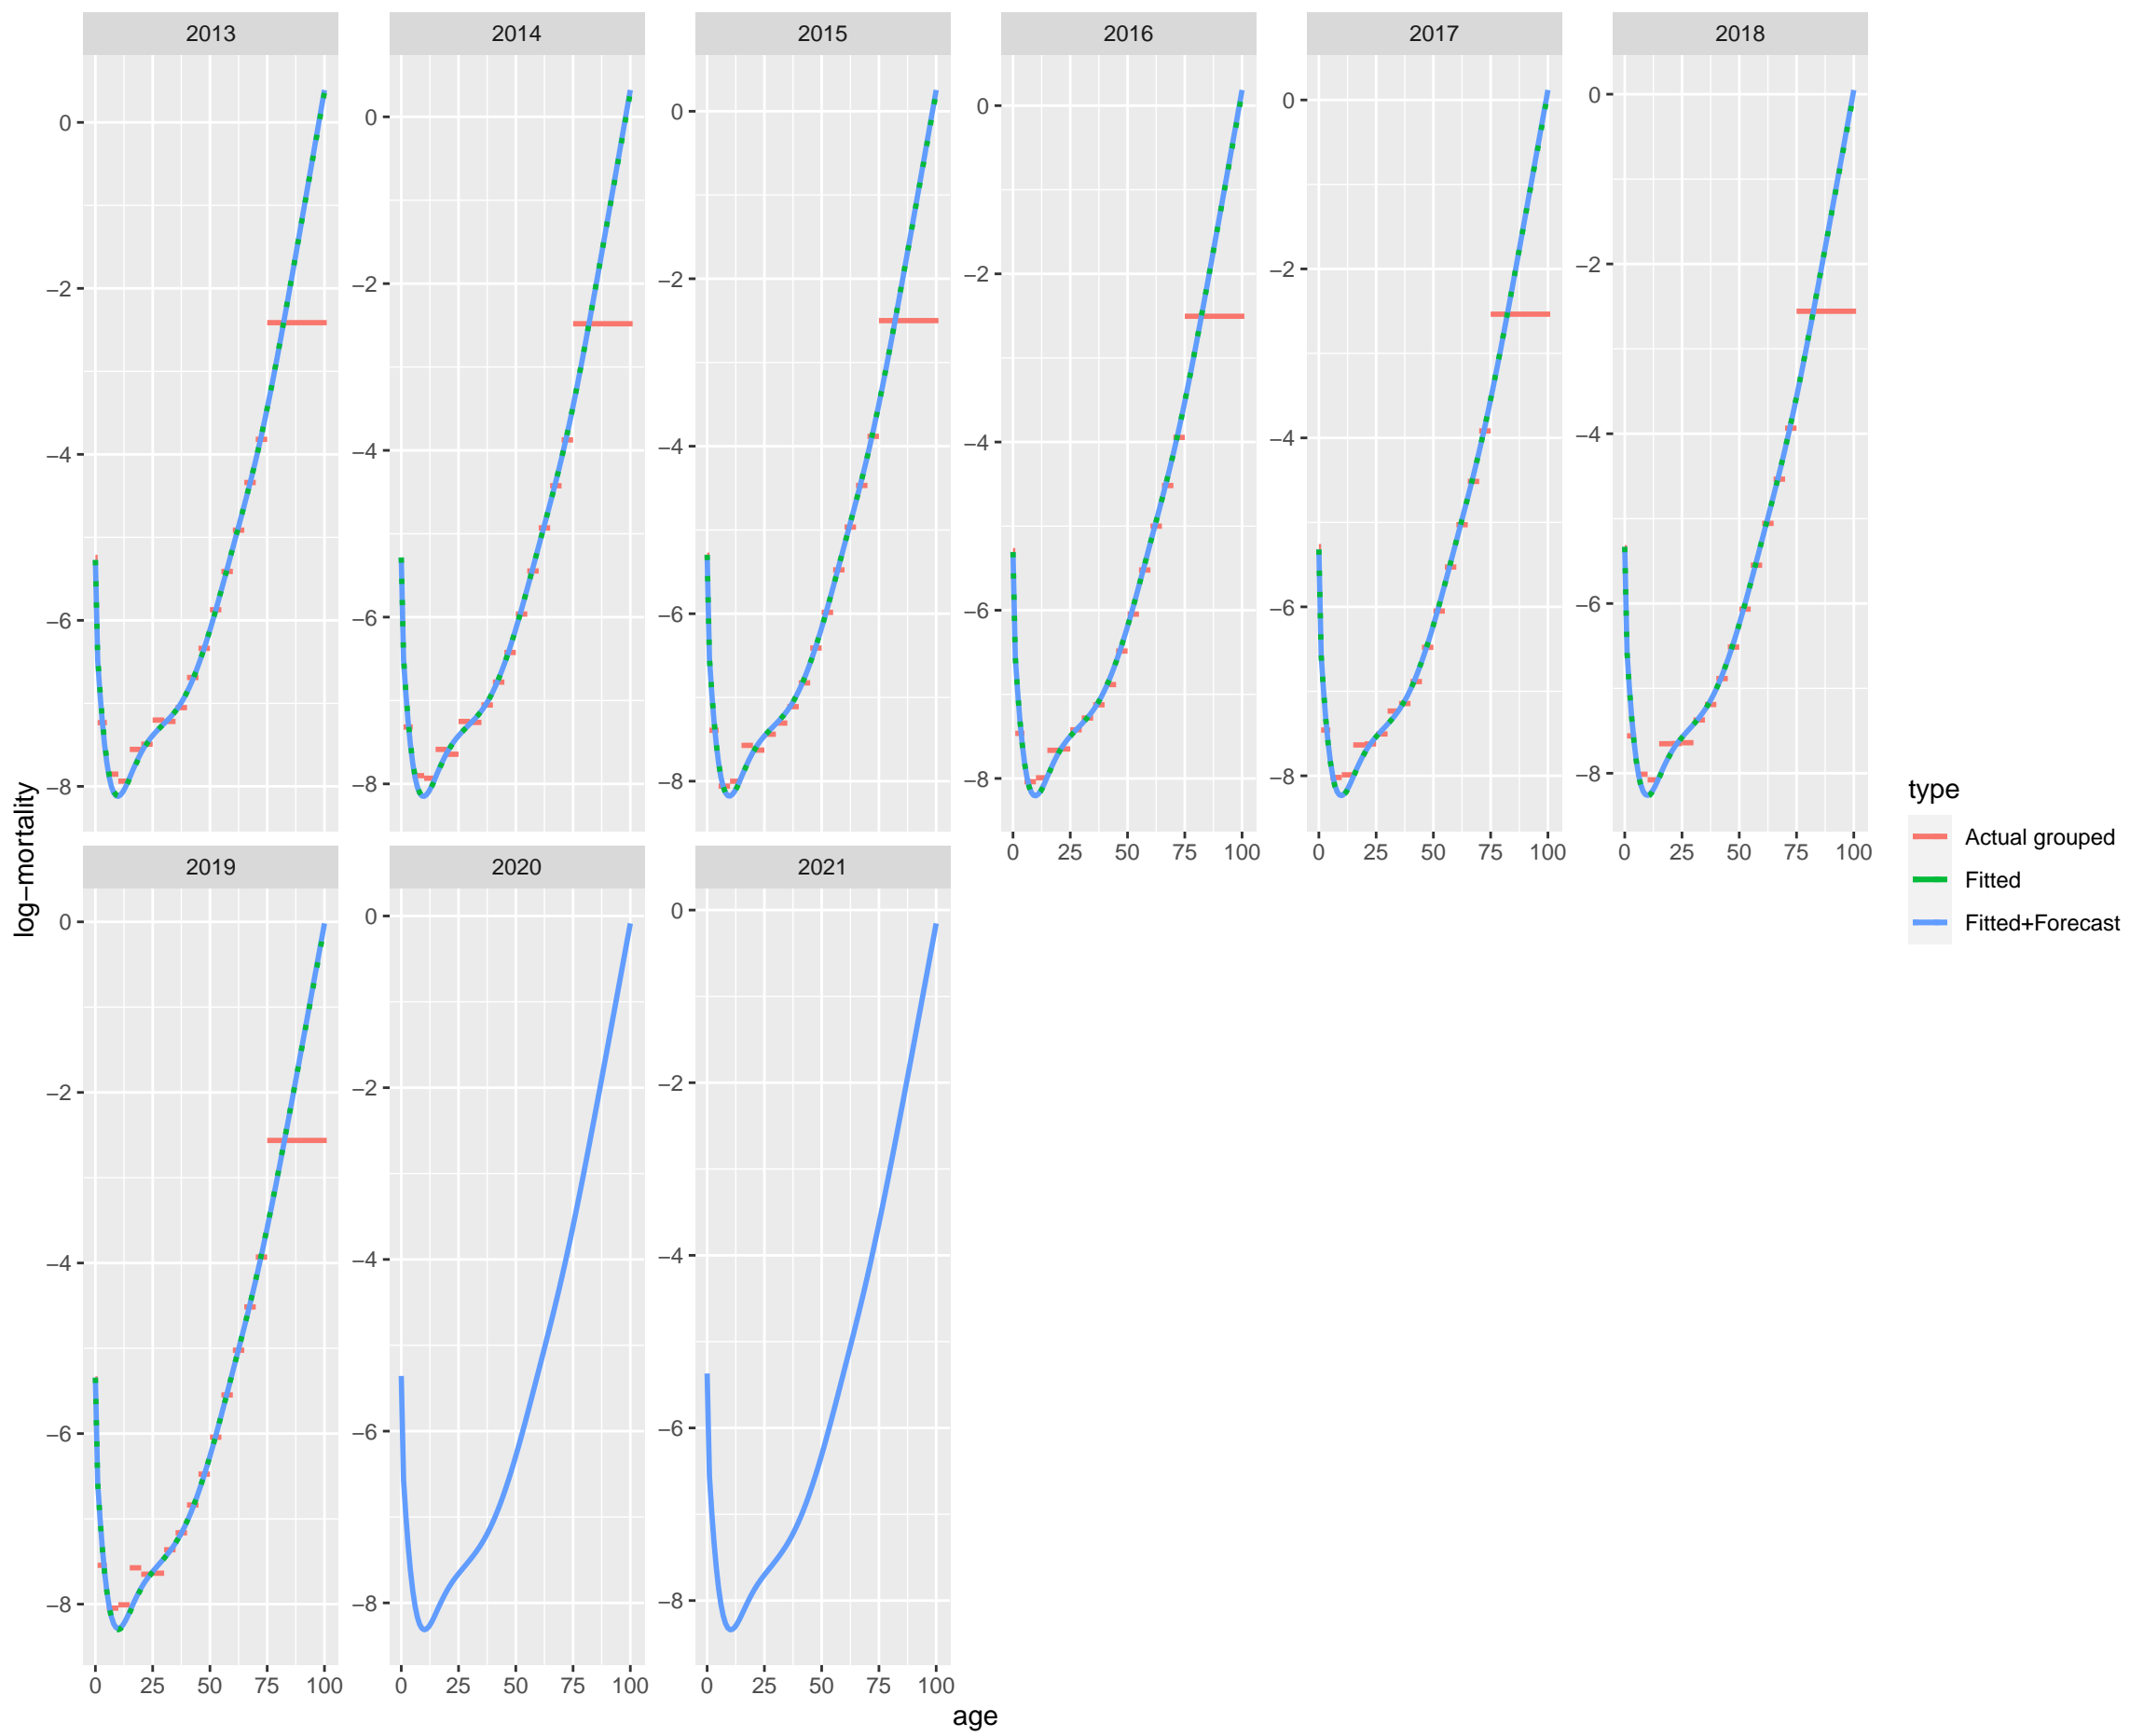 2013 2014 2015 2016 2017 2018
0 0 0 0 0 0
−2 −2 −2 −2 −2 −2
−4 −4 −4 −4 −4 −4
−6 −6 −6 −6 −6 −6
−8 −8 −8 −8 −8 −8
0 25 50 75 100 0 25 50 75 100 0 25 50 75 100
log−mortality
2019 2020 2021
0 0 0
−2 −2 −2
−4 −4 −4
−6 −6 −6
−8 −8 −8
0 25 50 75 100 0 25 50 75 100 0 25 50 75 100
age
type
Actual grouped
Fitted
Fitted+Forecast